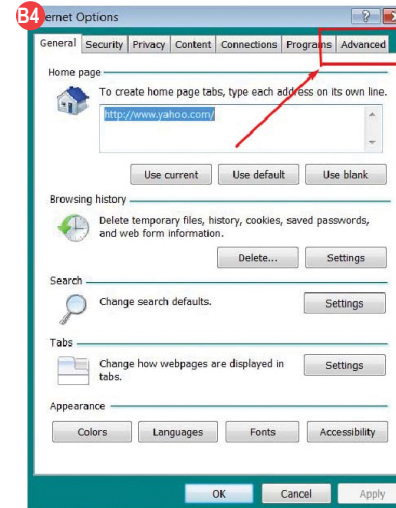 B4
ernet Options
General Security Privacy Content Connections Programs Advanced
Home page
To create home page tabs, type each address on its own line.
http://www.yahoo.com/
Use current Use default Use blank
Browsing history
Delete temporary files, history, cookies, saved passwords,
and web form information.
Delete... Settings
Search
Change search defaults.
Settings
Tabs
Change how webpages are displayed in
tabs.
Settings
Appearance
Colors Languages Fonts Accessibility
OK Cancel Apply